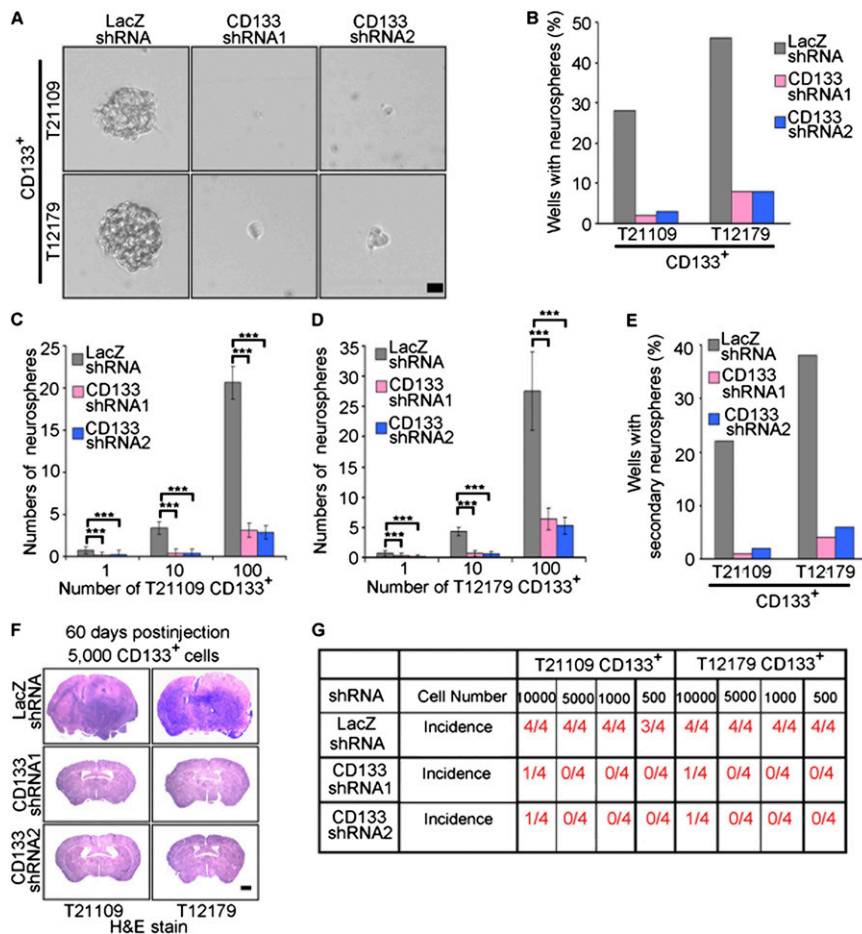 A
LacZ
shRNA
CD133
shRNA1
CD133
shRNA2
CD133+
T21109
T12179
B
Wells with neurospheres (%)
50
40
30
20
10
0
LacZ
shRNA
CD133
shRNA1
CD133
shRNA2
T21109
T12179
CD133+
C
Numbers of neurospheres
25
20
15
10
5
0
LacZ
shRNA
CD133
shRNA1
CD133
shRNA2
***
***
***
***
***
***
1
10
100
Number of T21109 CD133+
D
Numbers of neurospheres
35
30
25
20
15
10
5
0
LacZ
shRNA
CD133
shRNA1
CD133
shRNA2
***
***
***
***
***
***
1
10
100
Number of T12179 CD133+
E
Wells with
secondary neurospheres (%)
40
20
0
LacZ
shRNA
CD133
shRNA1
CD133
shRNA2
T21109
T12179
CD133+
F
60 days postinjection
5,000 CD133+ cells
LacZ
shRNA
CD133
shRNA1
CD133
shRNA2
T21109
T12179
H&E stain
G
T21109 CD133+ T12179 CD133+
shRNA Cell Number 10000 5000 1000 500 10000 5000 1000 500
LacZ
shRNA Incidence 4/4 4/4 4/4 3/4 4/4 4/4 4/4 4/4
CD133
shRNA1 Incidence 1/4 0/4 0/4 0/4 1/4 0/4 0/4 0/4
CD133
shRNA2 Incidence 1/4 0/4 0/4 0/4 1/4 0/4 0/4 0/4